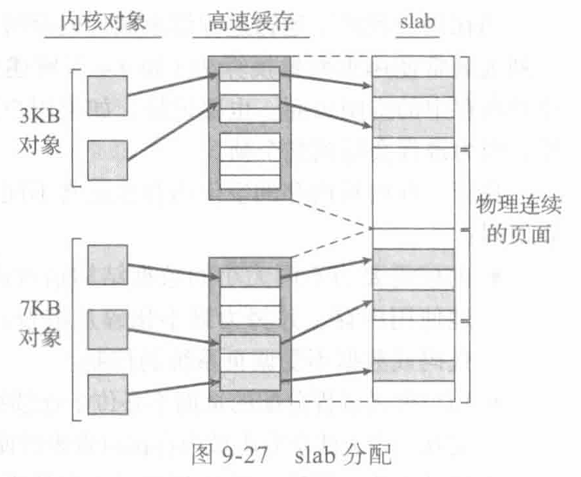 内核对象 高速缓存 slab
3KB
对象
物理连续
的页面
7KB
对象
图 9-27 slab 分配